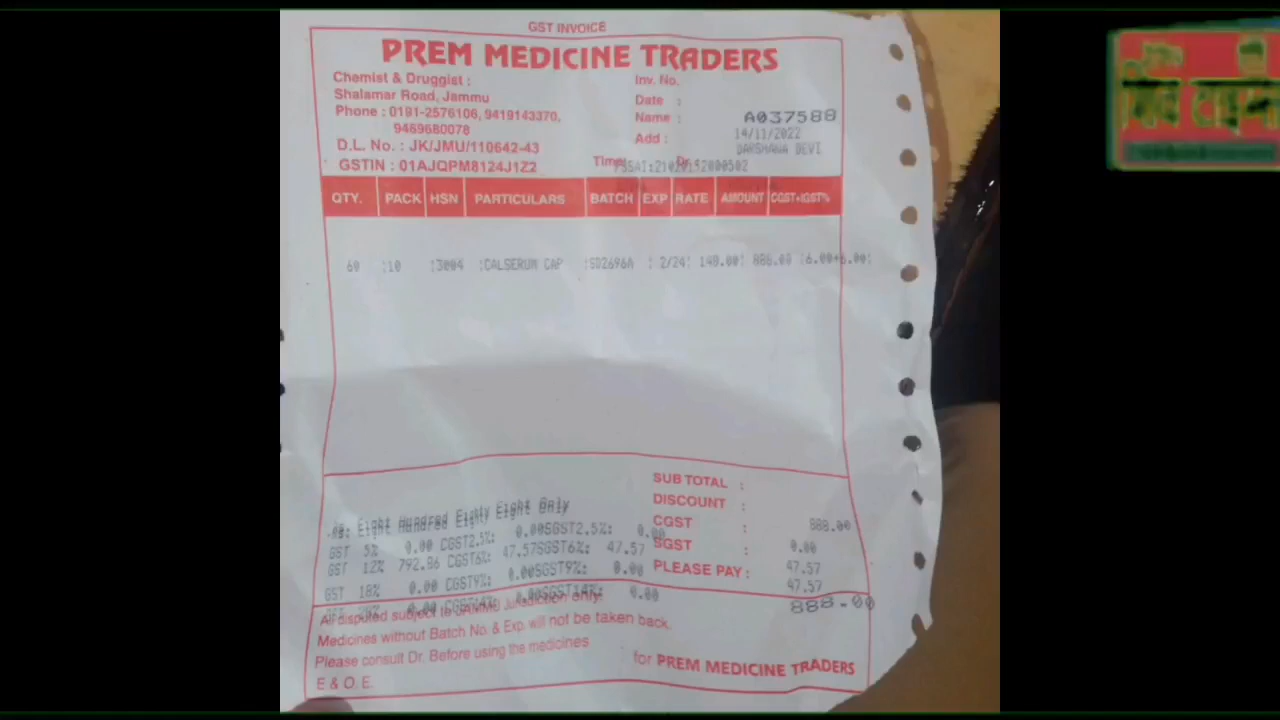 GST INVOICE
PREM MEDICINE TRADERS
Chemist & Druggist :
Shalamar Road, Jammu
Phone : 0191-2576106, 9419143370,
9469680078
D.L. No. : JK/JMU/110642-43
GSTIN : 01AJQPM8124J1Z2
Inv. No.
Date :
Name : A037588
Add : 14/11/2022
DARSHANA DEVI
Time: Dr.
QTY. PACK HSN PARTICULARS BATCH EXP RATE AMOUNT CGST+IGST%
60 :10 :3004 :CALSERUM CAP :SD2696A : 2/24: 148.00: 888.00 :6.00+6.00:
SUB TOTAL :
DISCOUNT :
CGST : 888.00
SGST : 0.00
PLEASE PAY : 47.57
47.57
888.00
Rs: Eight Hundred Eighty Eight Only
GST 5% 0.00 CGST2.5%: 0.00SGST2.5%: 0.00
GST 12% 792.86 CGST6%: 47.57SGST6%: 47.57
GST 18% 0.00 CGST9%: 0.00SGST9%: 0.00
All disputed subject to JAMMU Jurisdiction only.
Medicines without Batch No. & Exp. will not be taken back.
Please consult Dr. Before using the medicines
E & O. E.
for PREM MEDICINE TRADERS